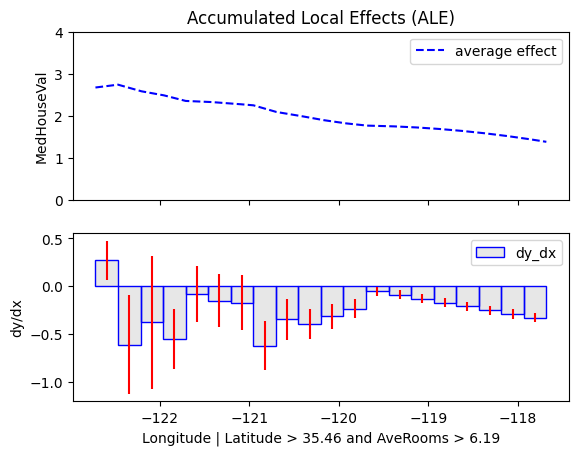 Accumulated Local Effects (ALE)
4
3
2
1
0
MedHouseVal
average effect
0.5
0.0
−0.5
−1.0
dy/dx
dy_dx
−122
−121
−120
−119
−118
Longitude | Latitude > 35.46 and AveRooms > 6.19